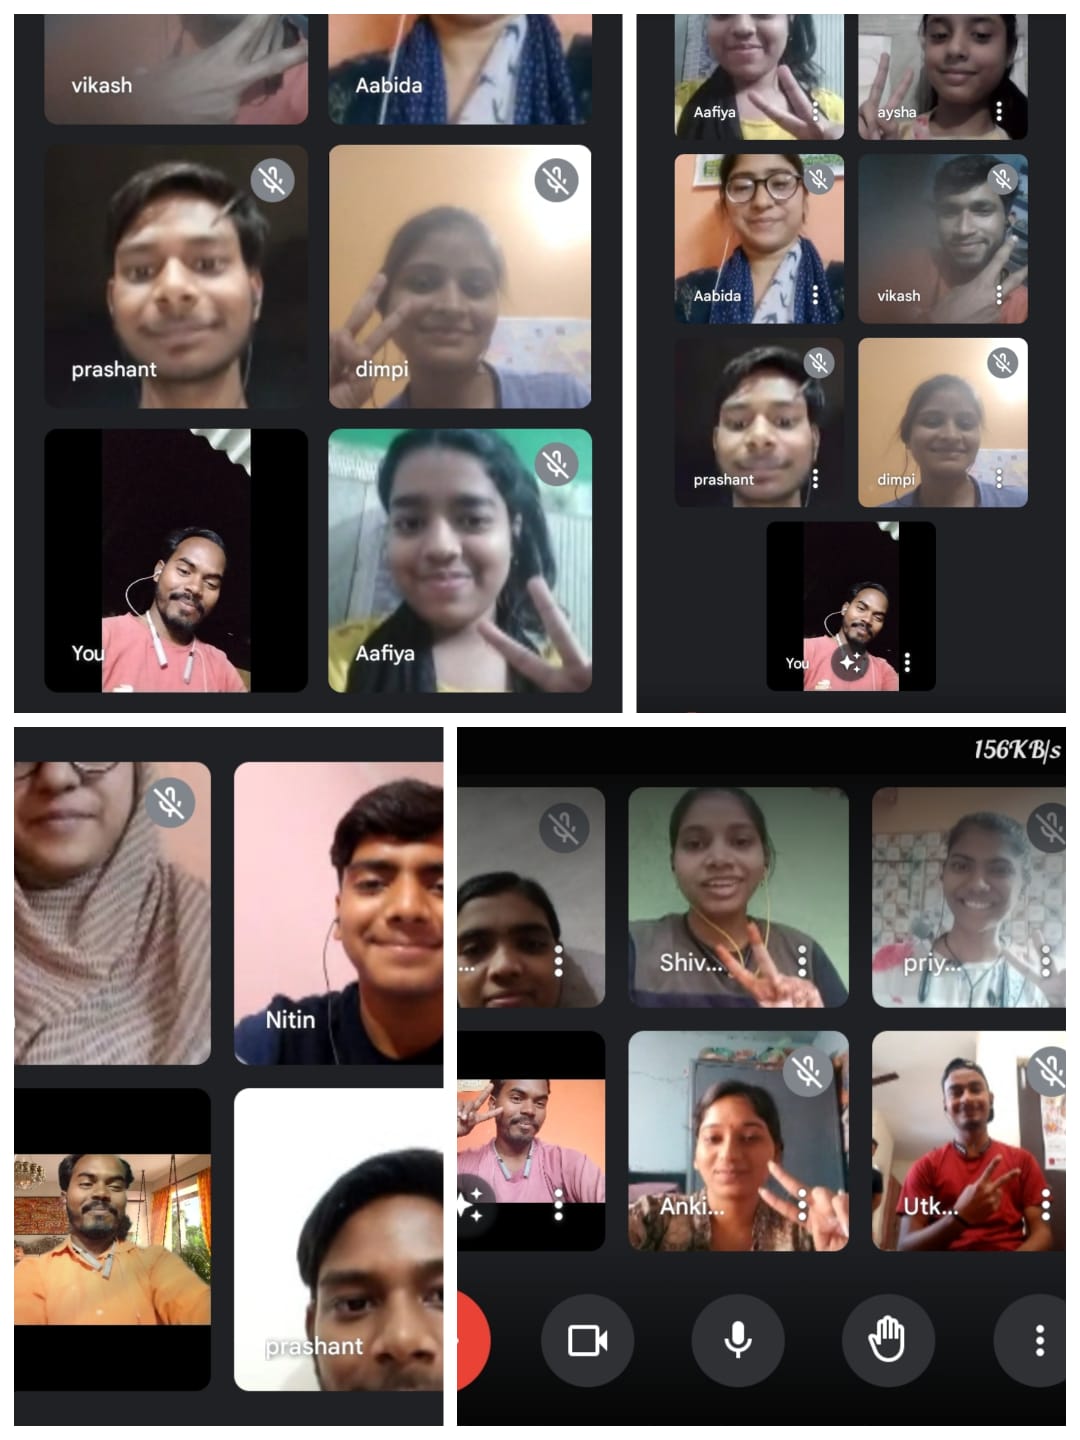 vikash
Aabida
prashant
dimpi
You
Aafiya
Aafiya
aysha
Aabida
vikash
prashant
dimpi
You
Nitin
prashant
156KB/s
...
Shiv...
priy...
Anki...
Utk...